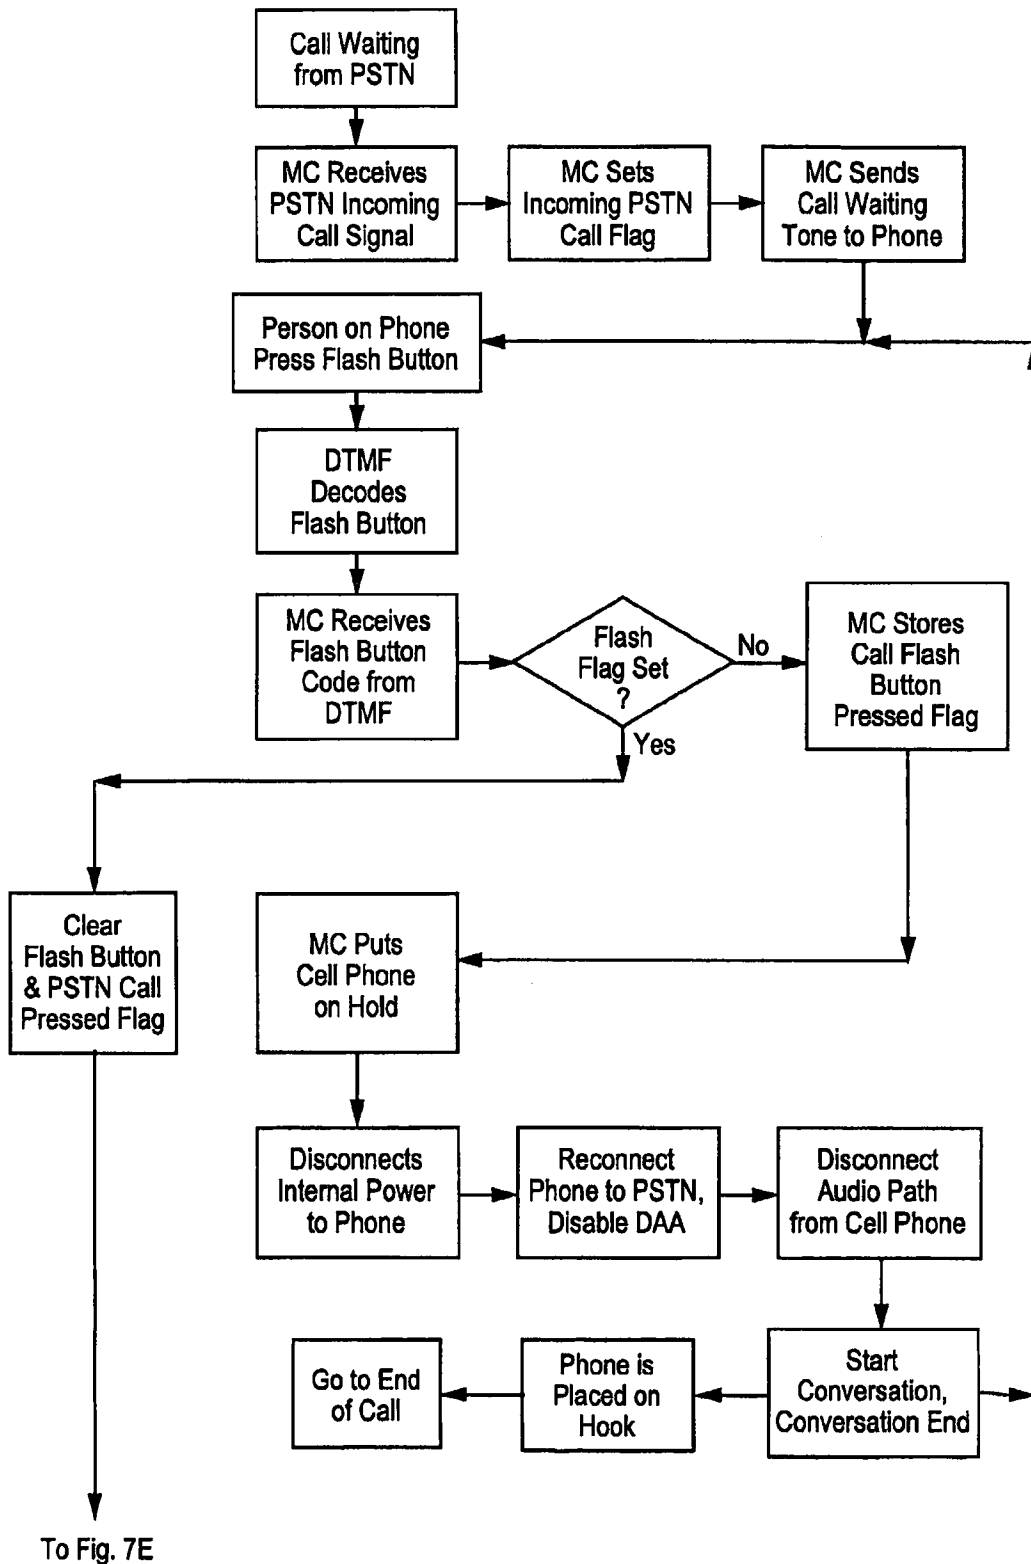 Call Waiting
from PSTN
MC Receives
PSTN Incoming
Call Signal
MC Sets
Incoming PSTN
Call Flag
MC Sends
Call Waiting
Tone to Phone
Person on Phone
Press Flash Button
DTMF
Decodes
Flash Button
MC Receives
Flash Button
Code from
DTMF
Flash
Flag Set
?
No
Yes
MC Stores
Call Flash
Button
Pressed Flag
Clear
Flash Button
& PSTN Call
Pressed Flag
MC Puts
Cell Phone
on Hold
Disconnects
Internal Power
to Phone
Reconnect
Phone to PSTN,
Disable DAA
Disconnect
Audio Path
from Cell Phone
Go to End
of Call
Phone is
Placed on
Hook
Start
Conversation,
Conversation End
To Fig. 7E